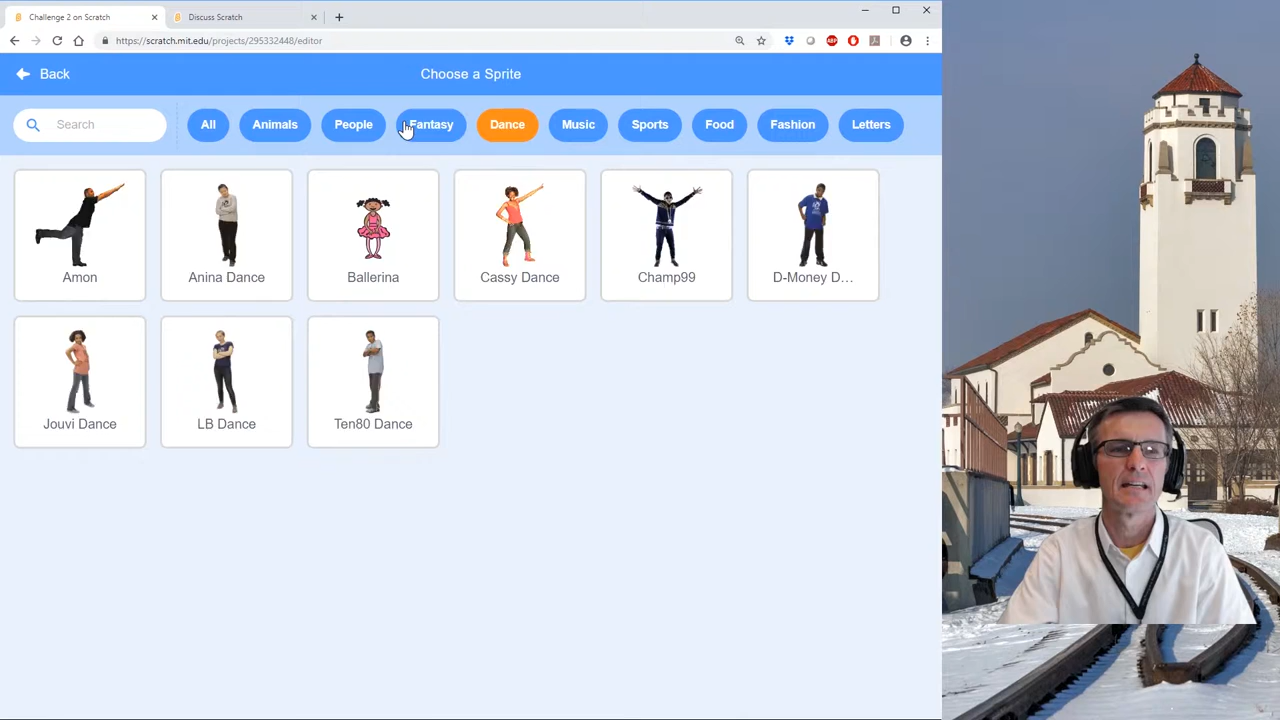 Challenge 2 on Scratch
Discuss Scratch
https://scratch.mit.edu/projects/295332448/editor
ABP
Back
Choose a Sprite
Search
All
Animals
People
Fantasy
Dance
Music
Sports
Food
Fashion
Letters
Amon
Anina Dance
Ballerina
Cassy Dance
Champ99
D-Money D...
Jouvi Dance
LB Dance
Ten80 Dance